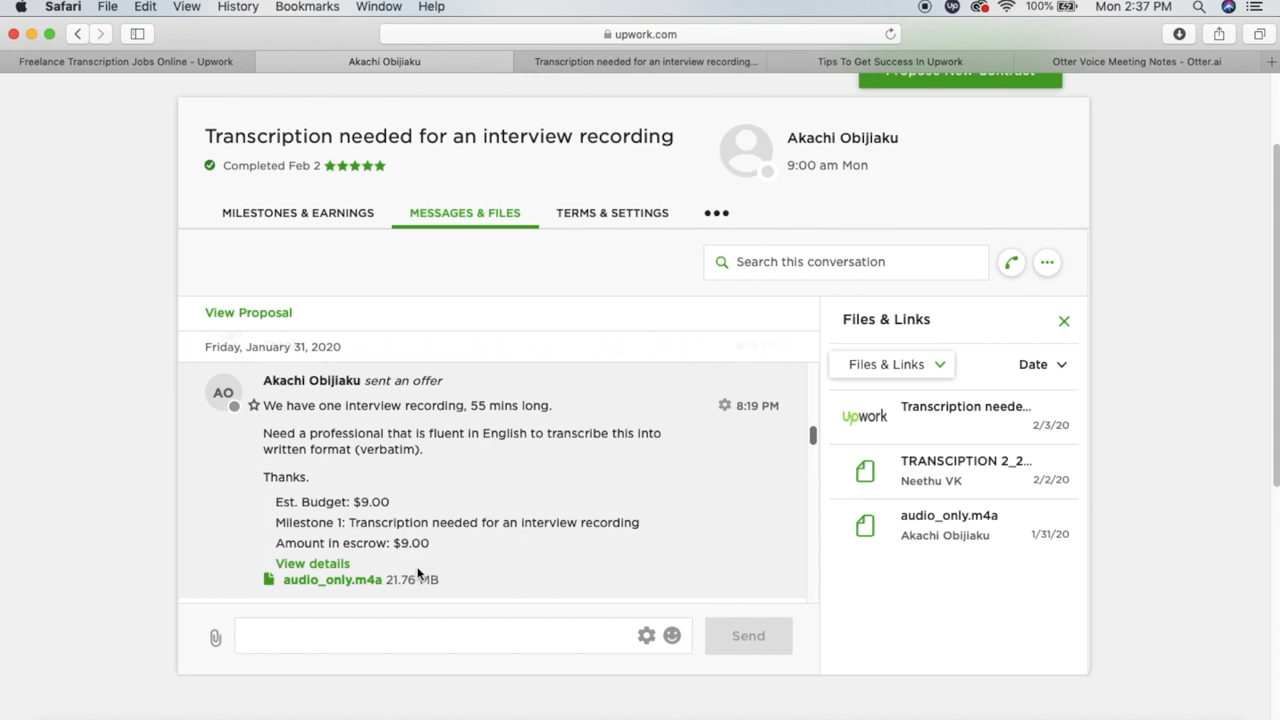 Safari File Edit View History Bookmarks Window Help Up 100% Mon 2:37 PM
upwork.com
Freelance Transcription Jobs Online - Upwork Akachi Obijiaku Transcription needed for an interview recording... Tips To Get Success In Upwork Otter Voice Meeting Notes - Otter.ai
Propose New Contract
Transcription needed for an interview recording
Akachi Obijiaku
Completed Feb 2
9:00 am Mon
MILESTONES & EARNINGS MESSAGES & FILES TERMS & SETTINGS
Search this conversation
View Proposal
Files & Links
Friday, January 31, 2020
8:19 PM
Files & Links Date
AO
Akachi Obijiaku sent an offer
We have one interview recording, 55 mins long. 8:19 PM
Need a professional that is fluent in English to transcribe this into
written format (verbatim).
Thanks.
Est. Budget: $9.00
Milestone 1: Transcription needed for an interview recording
Amount in escrow: $9.00
View details
audio_only.m4a 21.76 MB
Upwork Transcription neede...
2/3/20
TRANSCIPTION 2_2...
Neethu VK 2/2/20
audio_only.m4a
Akachi Obijiaku 1/31/20
Send